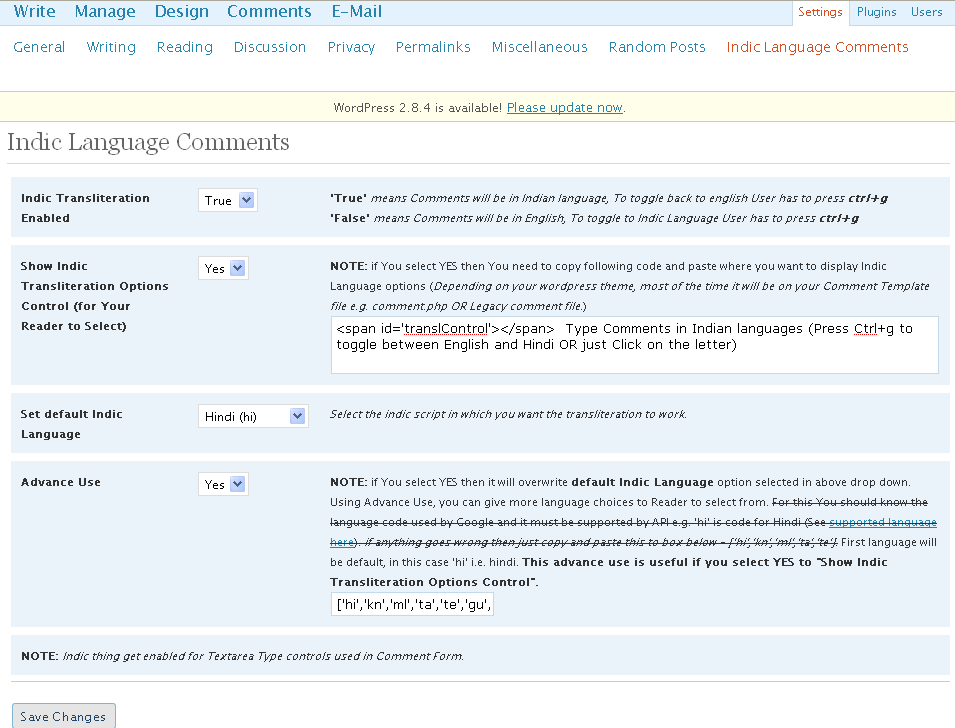 Write Manage Design Comments E-Mail Settings Plugins Users
General Writing Reading Discussion Privacy Permalinks Miscellaneous Random Posts Indic Language Comments
WordPress 2.8.4 is available! Please update now.
Indic Language Comments
Indic Transliteration
Enabled
True
'True' means Comments will be in Indian language, To toggle back to english User has to press ctrl+g
'False' means Comments will be in English, To toggle to Indic Language User has to press ctrl+g
Show Indic
Transliteration Options
Control (for Your
Reader to Select)
Yes
NOTE: if You select YES then You need to copy following code and paste where you want to display Indic
Language options (Depending on your wordpress theme, most of the time it will be on your Comment Template
file e.g. comment.php OR Legacy comment file.)
<span id='translControl'></span> Type Comments in Indian languages (Press Ctrl+g to
toggle between English and Hindi OR just Click on the letter)
Set default Indic
Language
Hindi (hi)
Select the indic script in which you want the transliteration to work.
Advance Use
Yes
NOTE: if You select YES then it will overwrite default Indic Language option selected in above drop down.
Using Advance Use, you can give more language choices to Reader to select from. For this You should know the
language code used by Google and it must be supported by API e.g. 'hi' is code for Hindi (See supported language
here). if anything goes wrong then just copy and paste this to box below - ['hi','kn','ml','ta','te']. First language will
be default, in this case 'hi' i.e. hindi. This advance use is useful if you select YES to "Show Indic
Transliteration Options Control".
['hi','kn','ml','ta','te','gu',
NOTE: Indic thing get enabled for Textarea Type controls used in Comment Form.
Save Changes